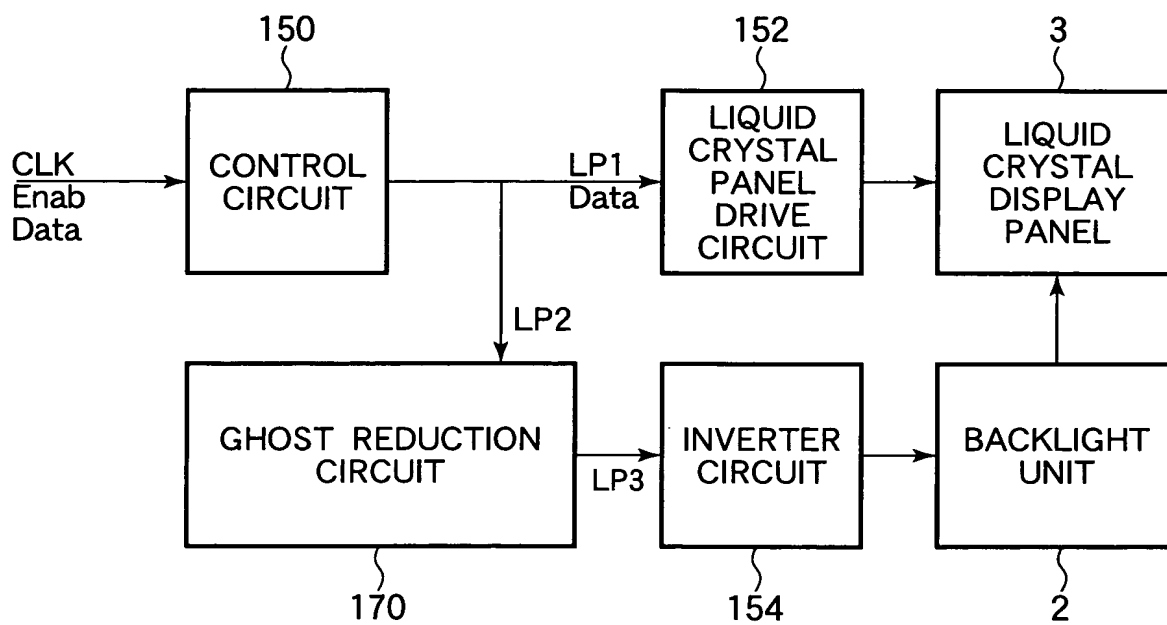 150
152
3
CLK
Enab
Data
CONTROL
CIRCUIT
LP1
Data
LIQUID
CRYSTAL
PANEL
DRIVE
CIRCUIT
LIQUID
CRYSTAL
DISPLAY
PANEL
LP2
GHOST REDUCTION
CIRCUIT
LP3
INVERTER
CIRCUIT
BACKLIGHT
UNIT
170
154
2